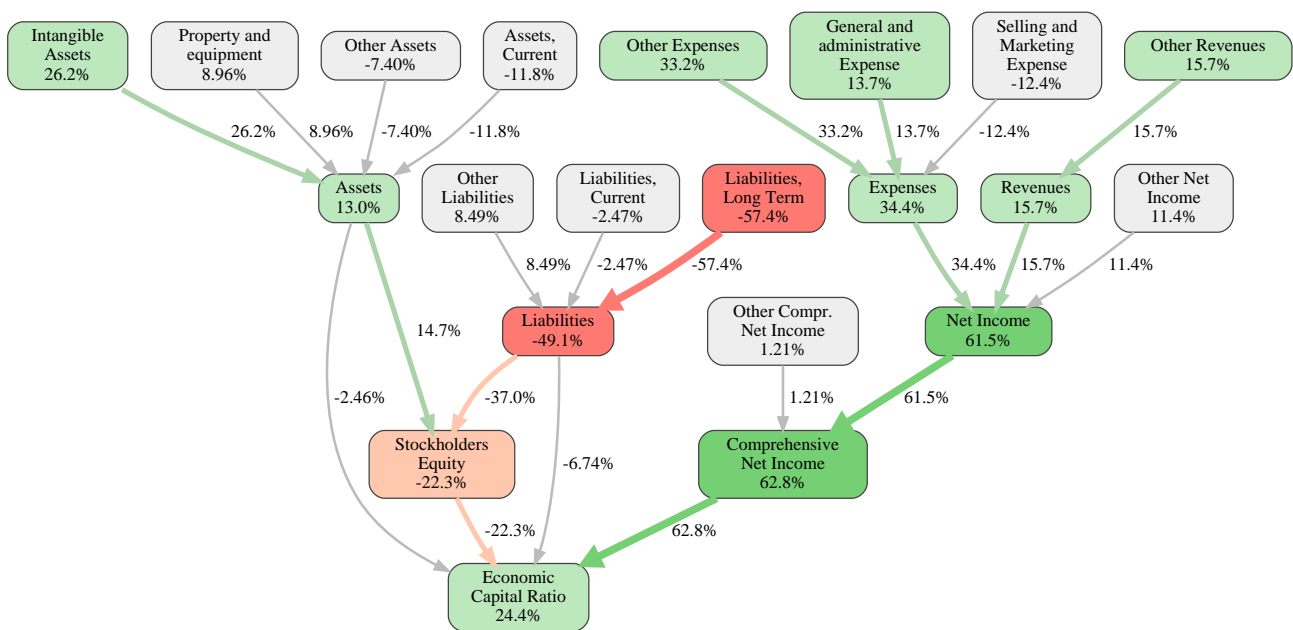 Intangible
Assets
26.2%
Property and
equipment
8.96%
Other Assets
-7.40%
Assets,
Current
-11.8%
Other Expenses
33.2%
General and
administrative
Expense
13.7%
Selling and
Marketing
Expense
-12.4%
Other Revenues
15.7%
26.2%
8.96%
-7.40%
-11.8%
33.2%
13.7%
-12.4%
15.7%
Assets
13.0%
Other
Liabilities
8.49%
Liabilities,
Current
-2.47%
Liabilities,
Long Term
-57.4%
Expenses
34.4%
Revenues
15.7%
Other Net
Income
11.4%
8.49%
-2.47%
-57.4%
34.4%
15.7%
11.4%
Liabilities
-49.1%
Other Compr.
Net Income
1.21%
Net Income
61.5%
14.7%
-2.46%
-37.0%
1.21%
61.5%
Stockholders
Equity
-22.3%
-6.74%
Comprehensive
Net Income
62.8%
-22.3%
62.8%
Economic
Capital Ratio
24.4%